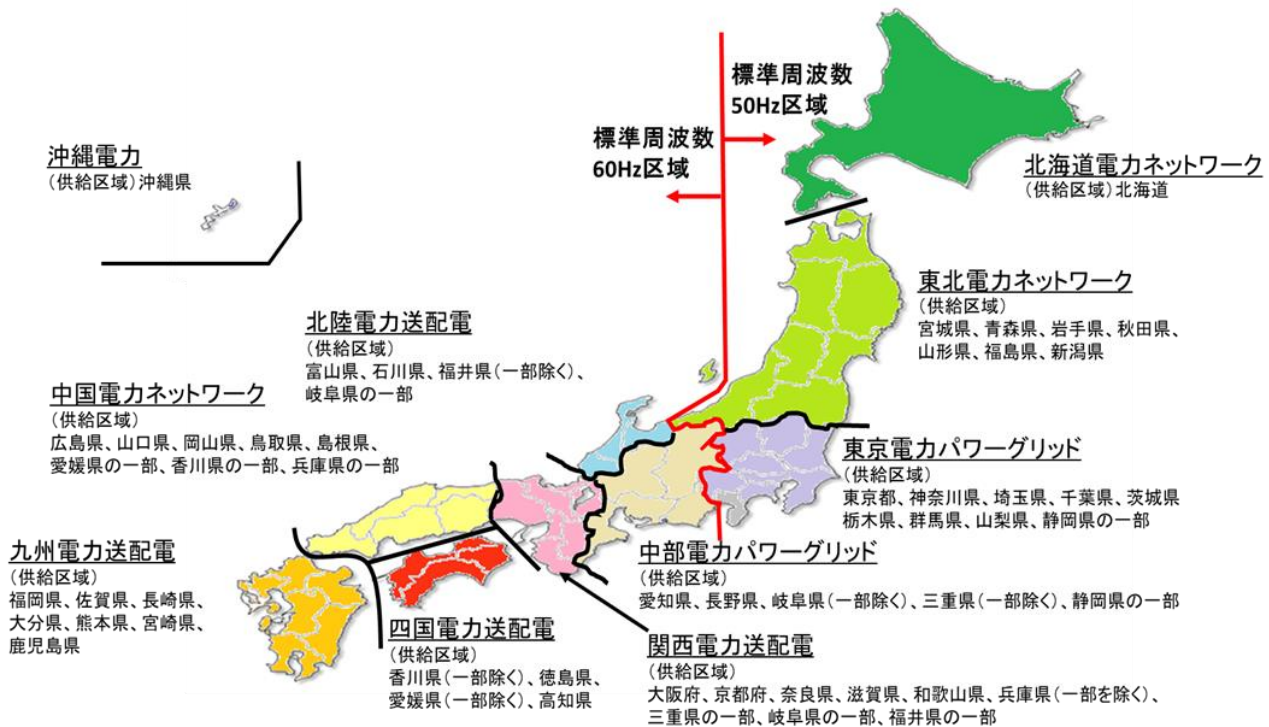 標準周波数
50Hz区域
標準周波数
60Hz区域
沖縄電力
(供給区域)沖縄県
北海道電力ネットワーク
(供給区域)北海道
東北電力ネットワーク
(供給区域)
宮城県、青森県、岩手県、秋田県、
山形県、福島県、新潟県
北陸電力送配電
(供給区域)
富山県、石川県、福井県(一部除く)、
岐阜県の一部
中国電力ネットワーク
(供給区域)
広島県、山口県、岡山県、鳥取県、島根県、
愛媛県の一部、香川県の一部、兵庫県の一部
東京電力パワーグリッド
(供給区域)
東京都、神奈川県、埼玉県、千葉県、茨城県
栃木県、群馬県、山梨県、静岡県の一部
九州電力送配電
(供給区域)
福岡県、佐賀県、長崎県、
大分県、熊本県、宮崎県、
鹿児島県
中部電力パワーグリッド
(供給区域)
愛知県、長野県、岐阜県(一部除く)、三重県(一部除く)、静岡県の一部
四国電力送配電
(供給区域)
香川県(一部除く)、徳島県、
愛媛県(一部除く)、高知県
関西電力送配電
(供給区域)
大阪府、京都府、奈良県、滋賀県、和歌山県、兵庫県(一部を除く)、
三重県の一部、岐阜県の一部、福井県の一部